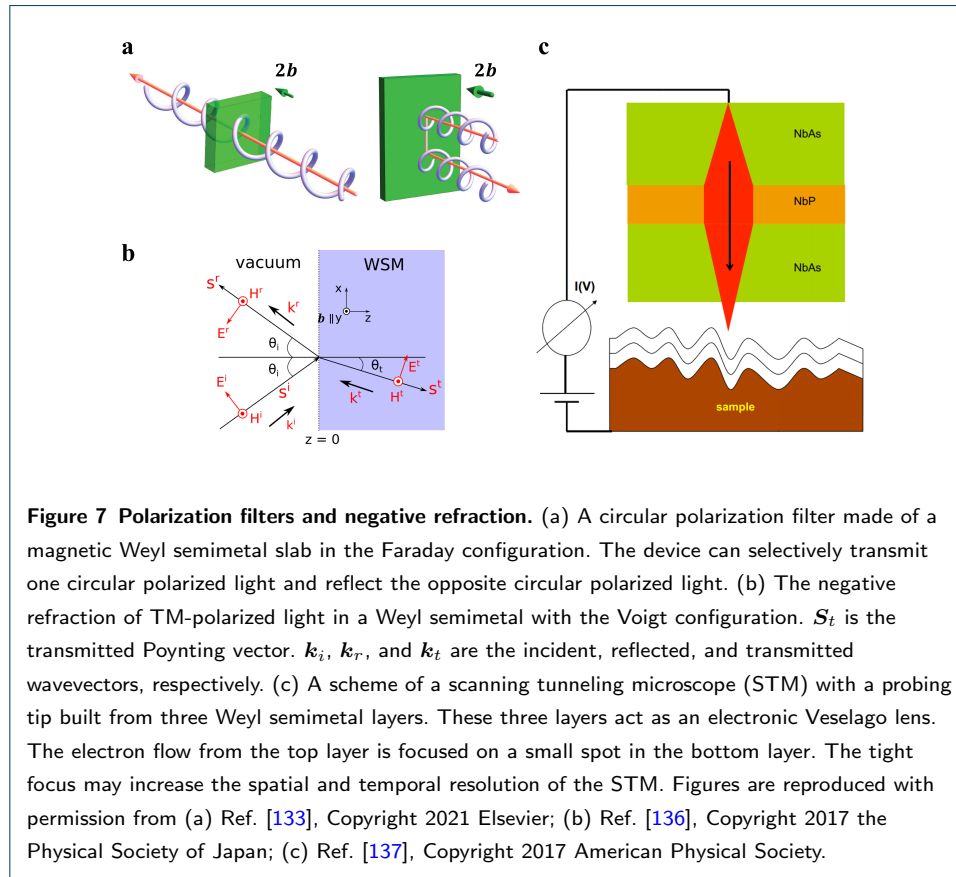 a
2b
2b
c
NbAs
NbP
NbAs
I(V)
sample
b
vacuum
WSM
Sʳ
Hʳ
kʳ
Eʳ
x
b ∥ y
z
θᵢ
θᵢ
θₜ
Eᵗ
Sᵗ
Hᵗ
kᵗ
Eⁱ
Sⁱ
Hⁱ
kⁱ
z = 0
Figure 7 Polarization filters and negative refraction. (a) A circular polarization filter made of a
magnetic Weyl semimetal slab in the Faraday configuration. The device can selectively transmit
one circular polarized light and reflect the opposite circular polarized light. (b) The negative
refraction of TM-polarized light in a Weyl semimetal with the Voigt configuration. Sₜ is the
transmitted Poynting vector. kᵢ, kᵣ, and kₜ are the incident, reflected, and transmitted
wavevectors, respectively. (c) A scheme of a scanning tunneling microscope (STM) with a probing
tip built from three Weyl semimetal layers. These three layers act as an electronic Veselago lens.
The electron flow from the top layer is focused on a small spot in the bottom layer. The tight
focus may increase the spatial and temporal resolution of the STM. Figures are reproduced with
permission from (a) Ref. [133], Copyright 2021 Elsevier; (b) Ref. [136], Copyright 2017 the
Physical Society of Japan; (c) Ref. [137], Copyright 2017 American Physical Society.